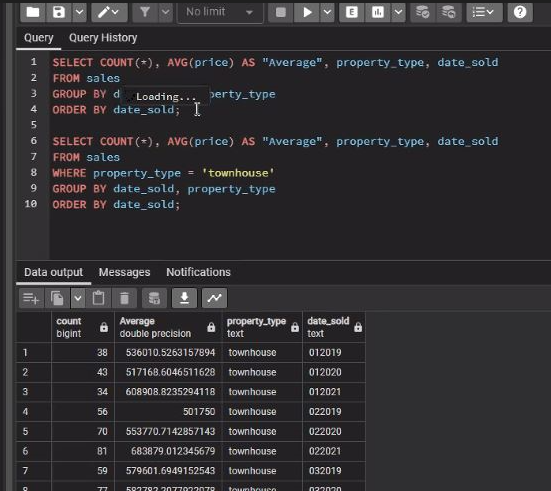 No limit
Query Query History
1 SELECT COUNT(*), AVG(price) AS "Average", property_type, date_sold
2 FROM sales
3 GROUP BY d Loading... perty_type
4 ORDER BY date_sold;
5
6 SELECT COUNT(*), AVG(price) AS "Average", property_type, date_sold
7 FROM sales
8 WHERE property_type = 'townhouse'
9 GROUP BY date_sold, property_type
10 ORDER BY date_sold;
Data output Messages Notifications
count Average property_type date_sold
bigint double precision text text
1 38 536010.5263157894 townhouse 012019
2 43 517168.6046511628 townhouse 012020
3 34 608908.8235294118 townhouse 012021
4 56 501750 townhouse 022019
5 70 553770.7142857143 townhouse 022020
6 81 683879.012345679 townhouse 022021
7 59 579601.6949152543 townhouse 032019